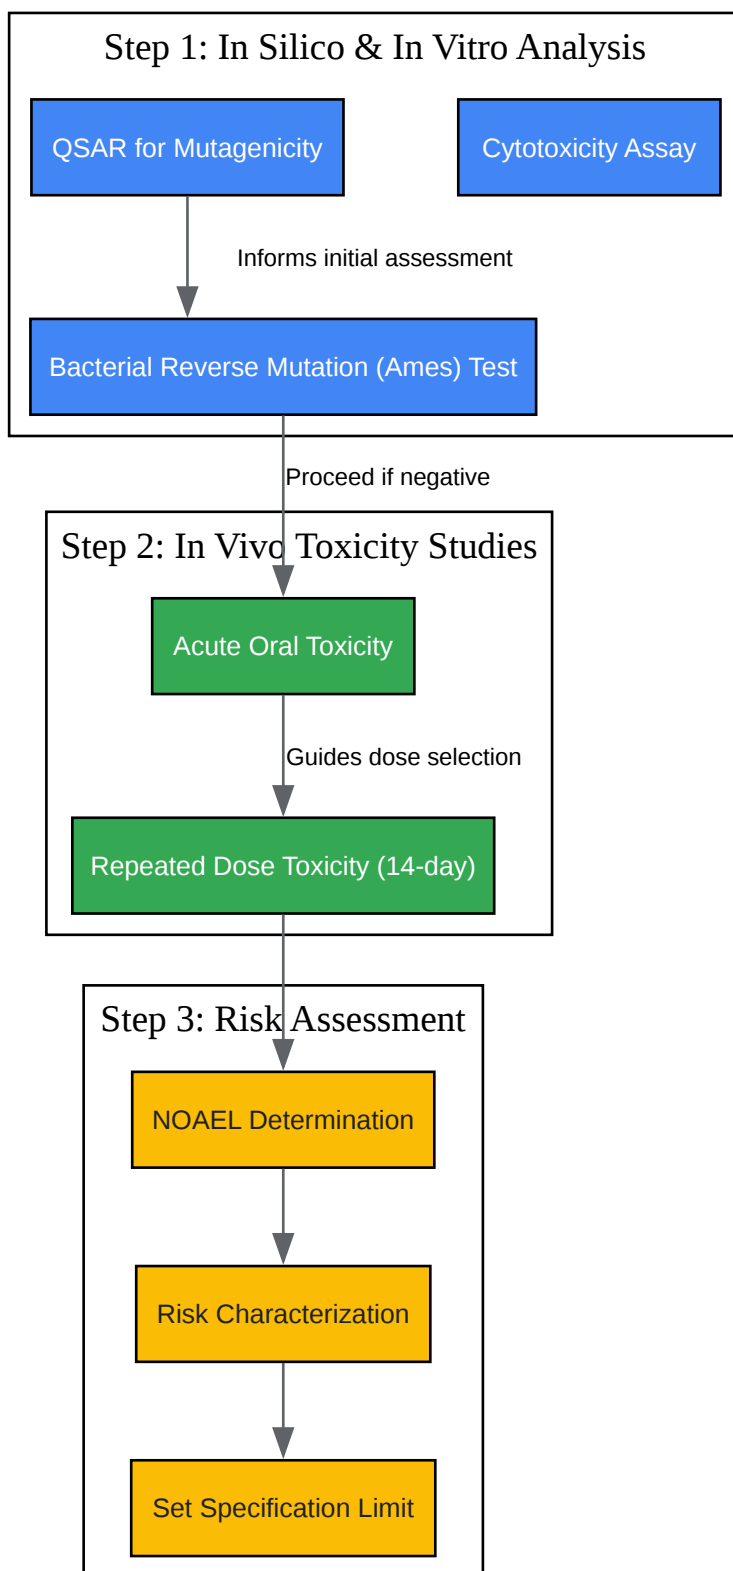 Step 1: In Silico & In Vitro Analysis
QSAR for Mutagenicity
Cytotoxicity Assay
Informs initial assessment
Bacterial Reverse Mutation (Ames) Test
Proceed if negative
Step 2: In Vivo Toxicity Studies
Acute Oral Toxicity
Guides dose selection
Repeated Dose Toxicity (14-day)
Step 3: Risk Assessment
NOAEL Determination
Risk Characterization
Set Specification Limit